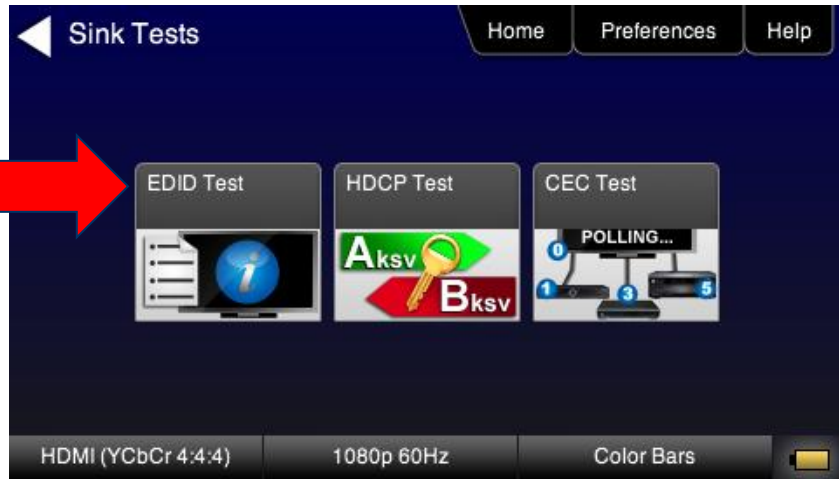 Sink Tests
Home
Preferences
Help
EDID Test
HDCP Test
CEC Test
i
Aksv
Bksv
POLLING...
0
1
3
5
HDMI (YCbCr 4:4:4)
1080p 60Hz
Color Bars